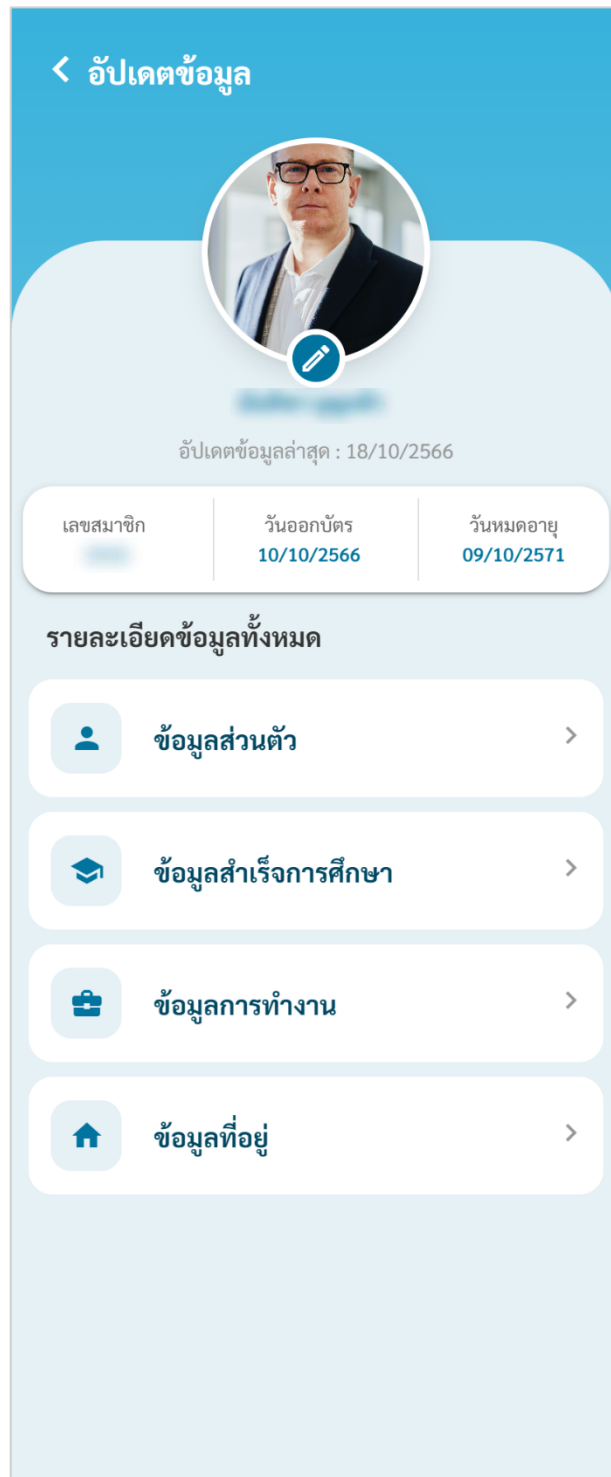 อัปเดตข้อมูล
อัปเดตข้อมูลล่าสุด : 18/10/2566
เลขสมาชิก
วันออกบัตร
วันหมดอายุ
10/10/2566
09/10/2571
รายละเอียดข้อมูลทั้งหมด
ข้อมูลส่วนตัว
ข้อมูลสำเร็จการศึกษา
ข้อมูลการทำงาน
ข้อมูลที่อยู่